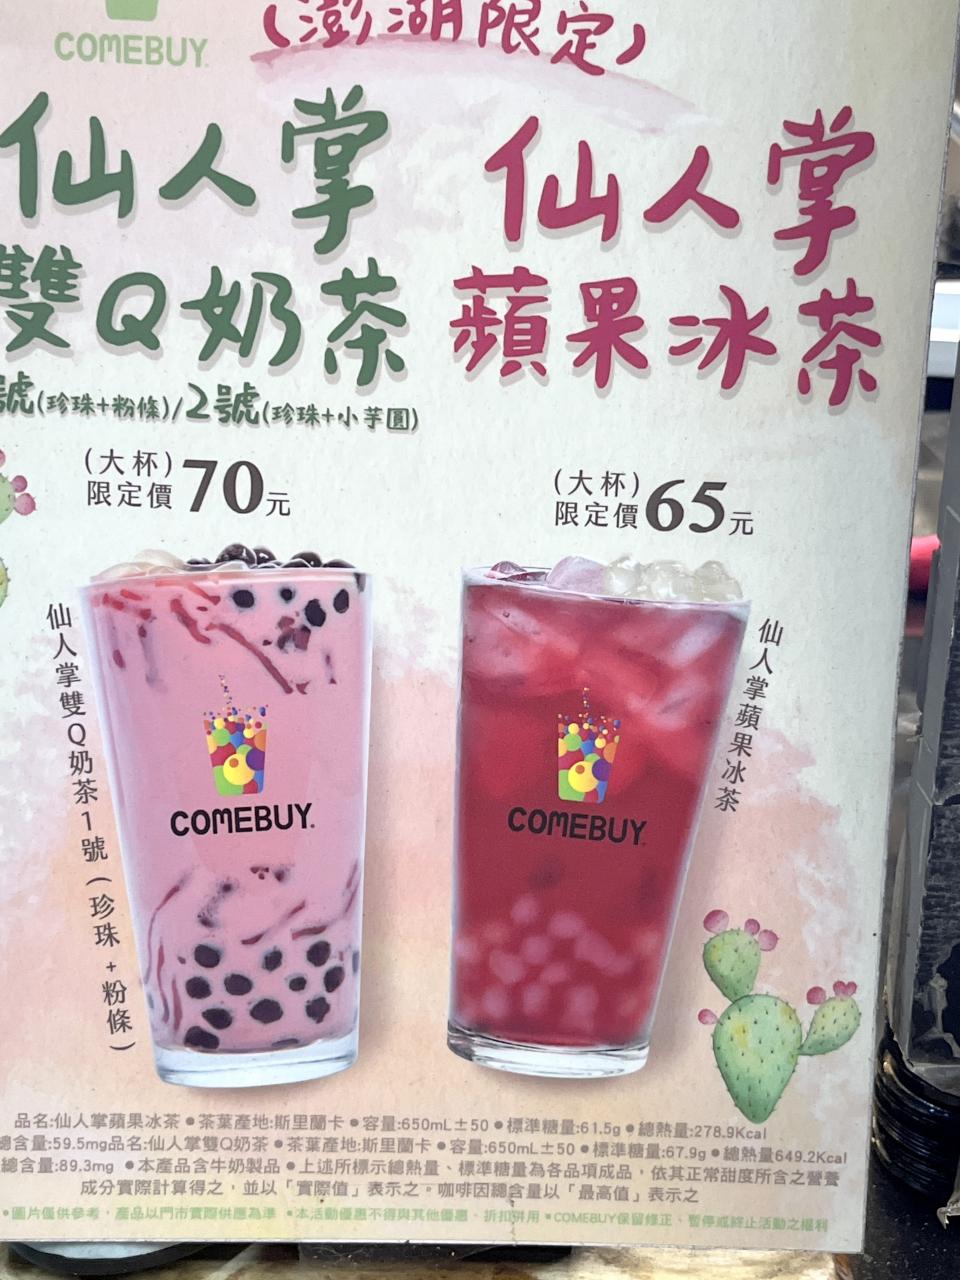 (澎湖限定)
COMEBUY
仙人掌
雙Q奶茶
號(珍珠+粉條)/2號(珍珠+小芋圓)
(大杯)
限定價70元
仙人掌
蘋果冰茶
(大杯)
限定價65元
仙人掌雙Q奶茶1號(珍珠+粉條)
COMEBUY
COMEBUY
仙人掌蘋果冰茶
品名:仙人掌蘋果冰茶 ●茶葉產地:斯里蘭卡 ●容量:650mL±50 ●標準糖量:61.5g ●總熱量:278.9Kcal
總含量:59.5mg品名:仙人掌雙Q奶茶 ●茶葉產地:斯里蘭卡 ●容量:650mL±50 ●標準糖量:67.9g ●總熱量649.2Kcal
總含量:89.3mg ●本產品含牛奶製品 ●上述所標示總熱量、標準糖量為各品項成品，依其正常甜度所含之營養
成分實際計算得之，並以「實際值」表示之。咖啡因總含量以「最高值」表示之
●圖片僅供參考，產品以門市實際供應為準 ●本活動優惠不得與其他優惠、折扣併用 ●COMEBUY保留修正、暫停或終止活動之權利